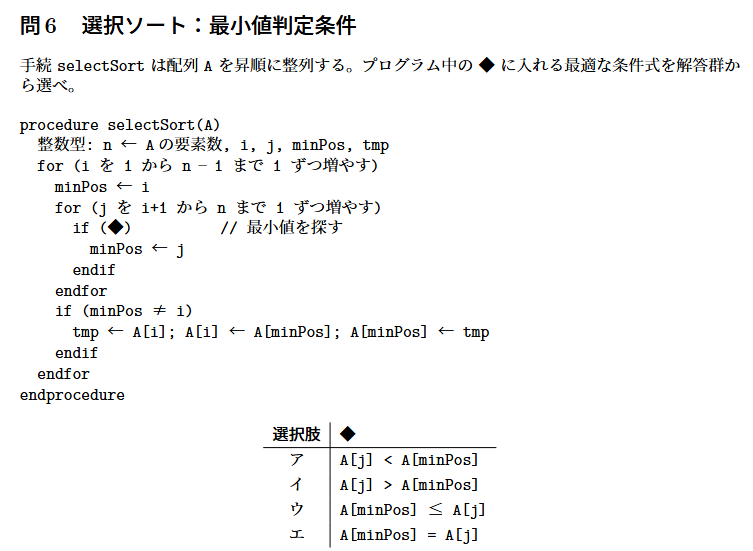 問6 選択ソート：最小値判定条件
手続 selectSort は配列 A を昇順に整列する。プログラム中の ◆ に入れる最適な条件式を解答群か
ら選べ。
procedure selectSort(A)
  整数型: n ← A の要素数, i, j, minPos, tmp
  for (i を 1 から n − 1 まで 1 ずつ増やす)
    minPos ← i
    for (j を i+1 から n まで 1 ずつ増やす)
      if (◆)          // 最小値を探す
        minPos ← j
      endif
    endfor
    if (minPos ≠ i)
      tmp ← A[i]; A[i] ← A[minPos]; A[minPos] ← tmp
    endif
  endfor
endprocedure
選択肢 ◆
ア A[j] < A[minPos]
イ A[j] > A[minPos]
ウ A[minPos] ≤ A[j]
エ A[minPos] = A[j]